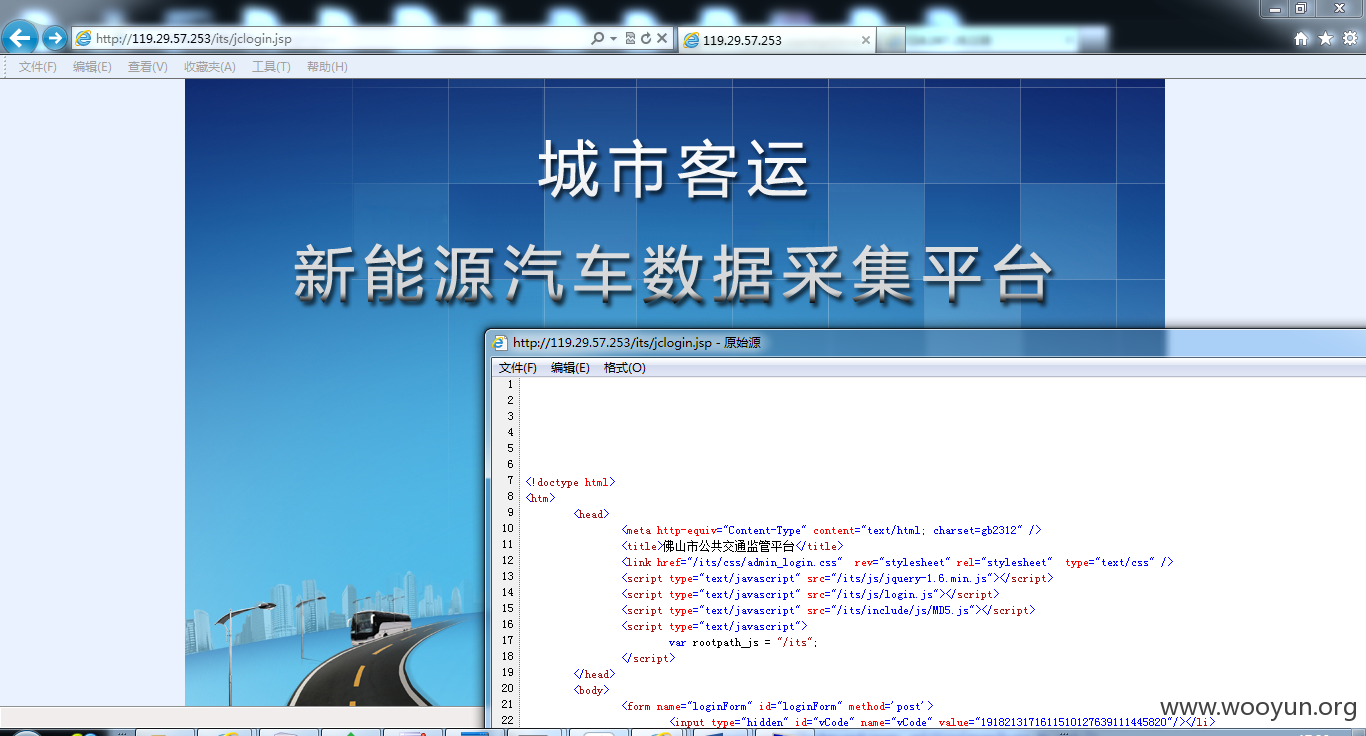 http://119.29.57.253/its/jclogin.jsp
119.29.57.253
文件(F) 编辑(E) 查看(V) 收藏夹(A) 工具(T) 帮助(H)
城市客运
新能源汽车数据采集平台
http://119.29.57.253/its/jclogin.jsp - 原始源
文件(F) 编辑(E) 格式(O)
1
2
3
4
5
6
7 <!doctype html>
8 <htm>
9 <head>
10 <meta http-equiv="Content-Type" content="text/html; charset=gb2312" />
11 <title>佛山市公共交通监管平台</title>
12 <link href="/its/css/admin_login.css" rev="stylesheet" rel="stylesheet" type="text/css" />
13 <script type="text/javascript" src="/its/js/jquery-1.6.min.js"></script>
14 <script type="text/javascript" src="/its/js/login.js"></script>
15 <script type="text/javascript" src="/its/include/js/MD5.js"></script>
16 <script type="text/javascript">
17 var rootpath_js = "/its";
18 </script>
19 </head>
20 <body>
21 <form name="loginForm" id="loginForm" method='post'>
22 <input type="hidden" id="vCode" name="vCode" value="1918213171611510127639111445820"/></li>
www.wooyun.org